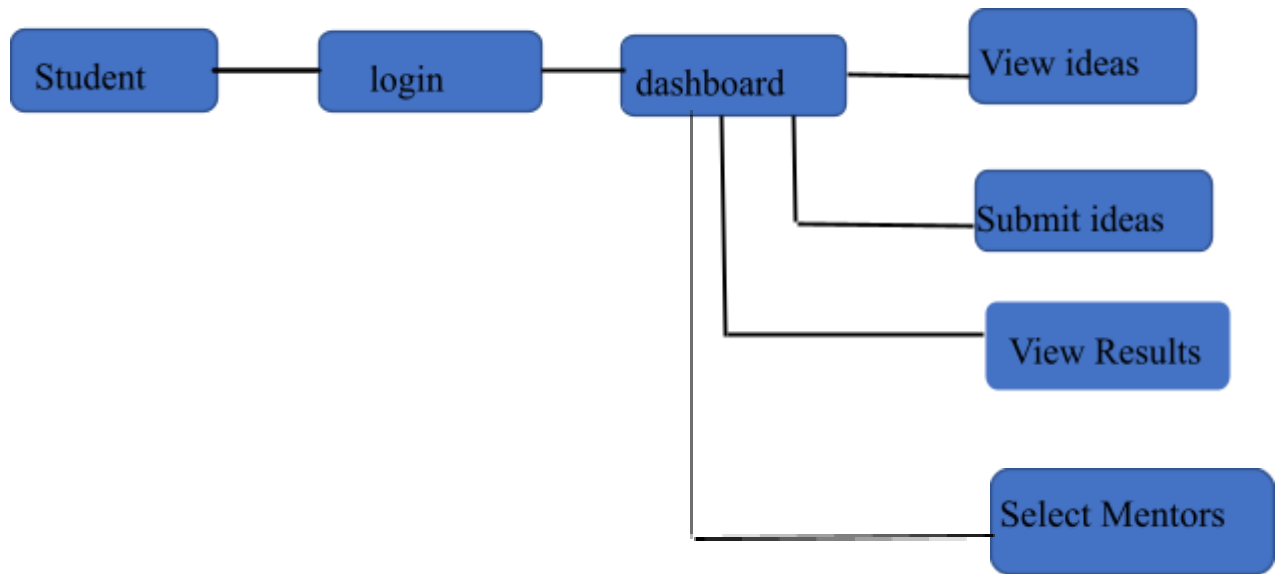 Student
login
dashboard
View ideas
Submit ideas
View Results
Select Mentors